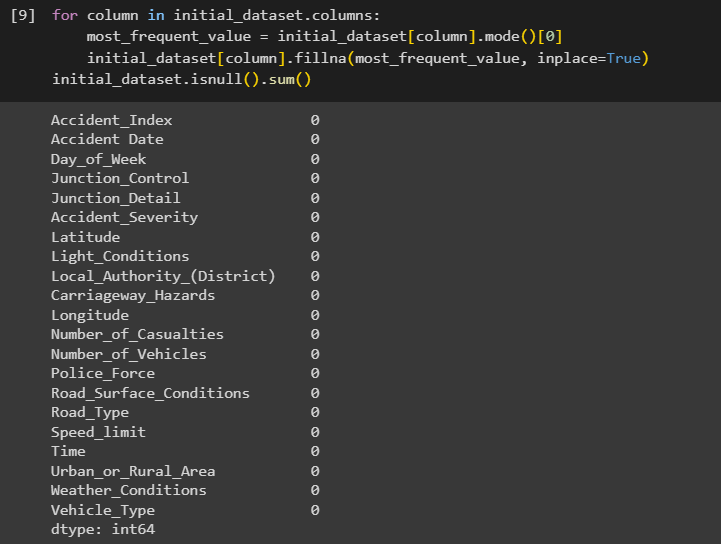 [9] for column in initial_dataset.columns:
        most_frequent_value = initial_dataset[column].mode()[0]
        initial_dataset[column].fillna(most_frequent_value, inplace=True)
    initial_dataset.isnull().sum()
Accident_Index 0
Accident Date 0
Day_of_Week 0
Junction_Control 0
Junction_Detail 0
Accident_Severity 0
Latitude 0
Light_Conditions 0
Local_Authority_(District) 0
Carriageway_Hazards 0
Longitude 0
Number_of_Casualties 0
Number_of_Vehicles 0
Police_Force 0
Road_Surface_Conditions 0
Road_Type 0
Speed_limit 0
Time 0
Urban_or_Rural_Area 0
Weather_Conditions 0
Vehicle_Type 0
dtype: int64